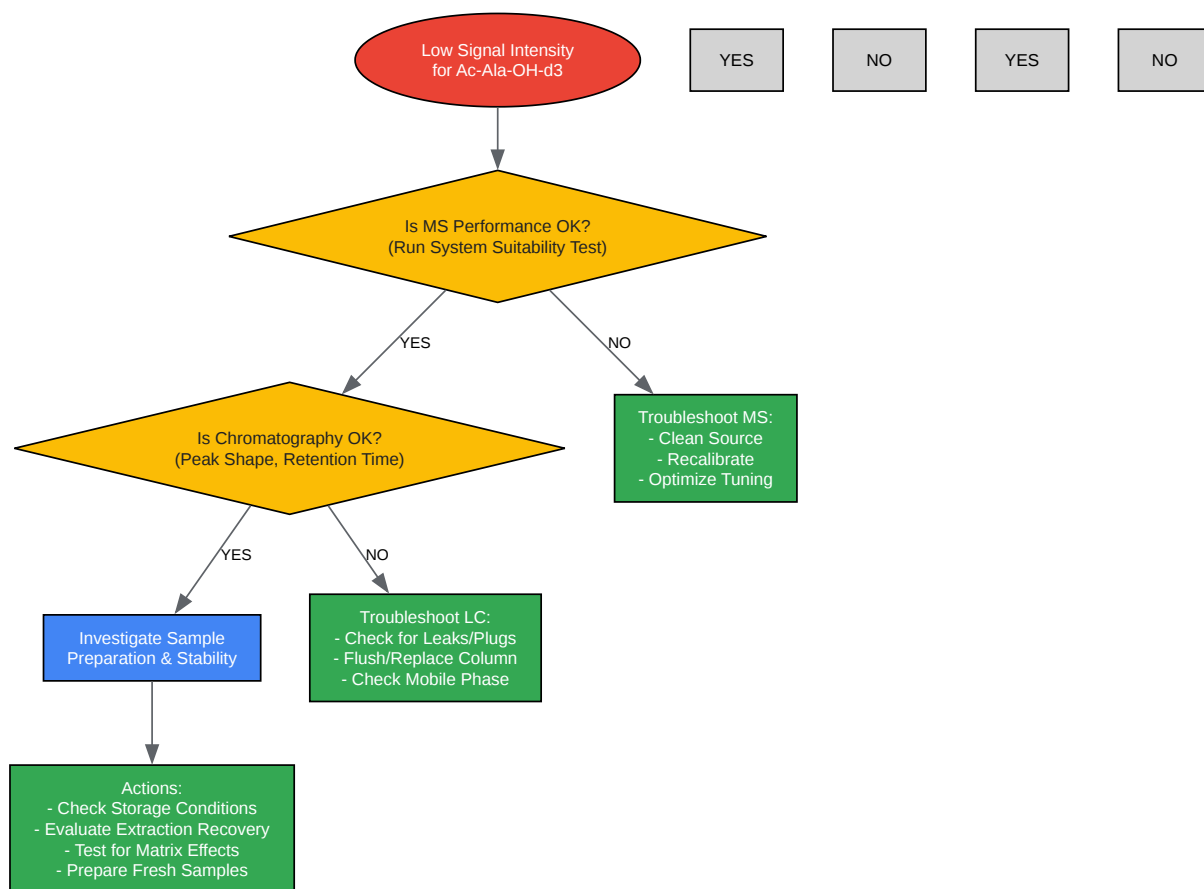 Low Signal Intensity
for Ac-Ala-OH-d3
YES
NO
YES
NO
Is MS Performance OK?
(Run System Suitability Test)
YES
NO
Is Chromatography OK?
(Peak Shape, Retention Time)
Troubleshoot MS:
- Clean Source
- Recalibrate
- Optimize Tuning
YES
NO
Investigate Sample
Preparation & Stability
Troubleshoot LC:
- Check for Leaks/Plugs
- Flush/Replace Column
- Check Mobile Phase
Actions:
- Check Storage Conditions
- Evaluate Extraction Recovery
- Test for Matrix Effects
- Prepare Fresh Samples